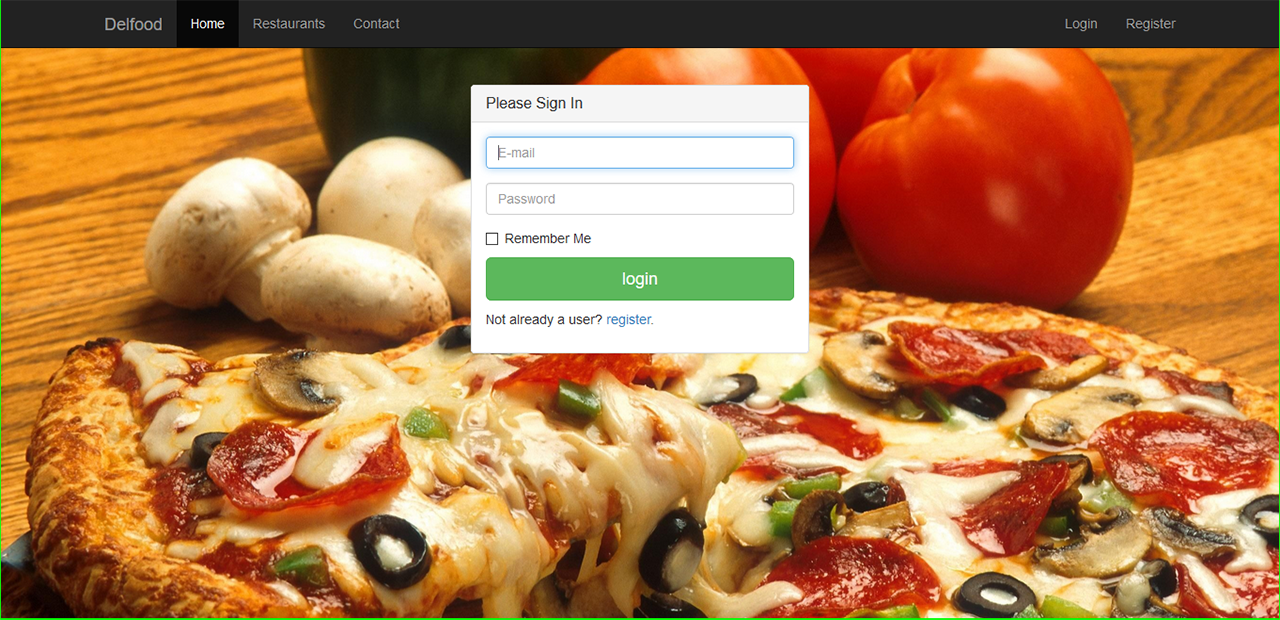 Delfood Home Restaurants Contact Login Register
Please Sign In
E-mail
Password
Remember Me
login
Not already a user? register.